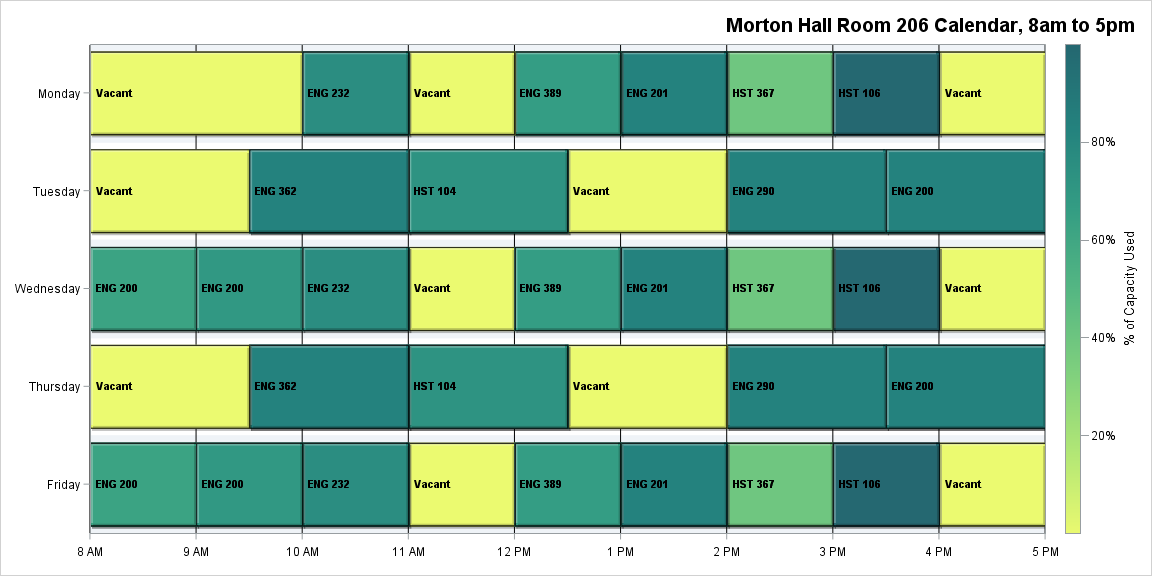 Morton Hall Room 206 Calendar, 8am to 5pm
Monday
Vacant
ENG 232
Vacant
ENG 389
ENG 201
HST 367
HST 106
Vacant
Tuesday
Vacant
ENG 362
HST 104
Vacant
ENG 290
ENG 200
Wednesday
ENG 200
ENG 200
ENG 232
Vacant
ENG 389
ENG 201
HST 367
HST 106
Vacant
Thursday
Vacant
ENG 362
HST 104
Vacant
ENG 290
ENG 200
Friday
ENG 200
ENG 200
ENG 232
Vacant
ENG 389
ENG 201
HST 367
HST 106
Vacant
8 AM
9 AM
10 AM
11 AM
12 PM
1 PM
2 PM
3 PM
4 PM
5 PM
80%
60%
40%
20%
% of Capacity Used